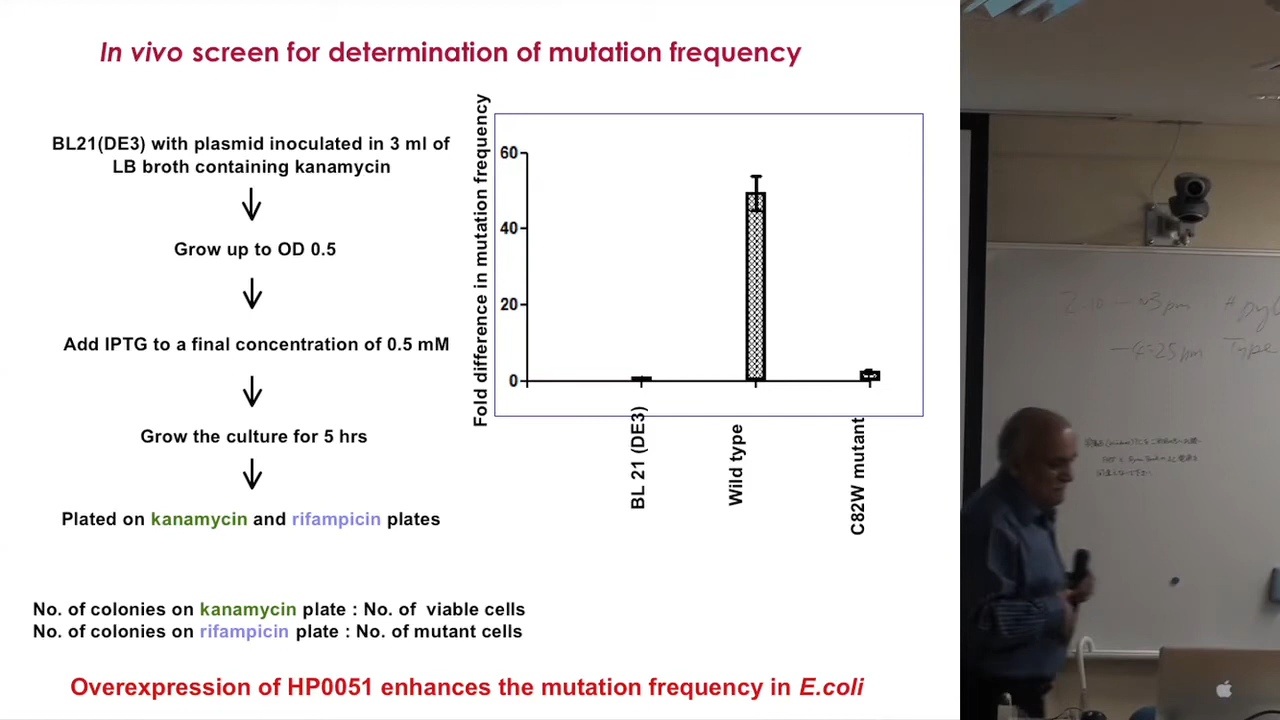 In vivo screen for determination of mutation frequency
BL21(DE3) with plasmid inoculated in 3 ml of
LB broth containing kanamycin
Grow up to OD 0.5
Add IPTG to a final concentration of 0.5 mM
Grow the culture for 5 hrs
Plated on kanamycin and rifampicin plates
Fold difference in mutation frequency
60
40
20
0
BL 21 (DE3)
Wild type
C82W mutant
No. of colonies on kanamycin plate : No. of viable cells
No. of colonies on rifampicin plate : No. of mutant cells
Overexpression of HP0051 enhances the mutation frequency in E.coli
Type